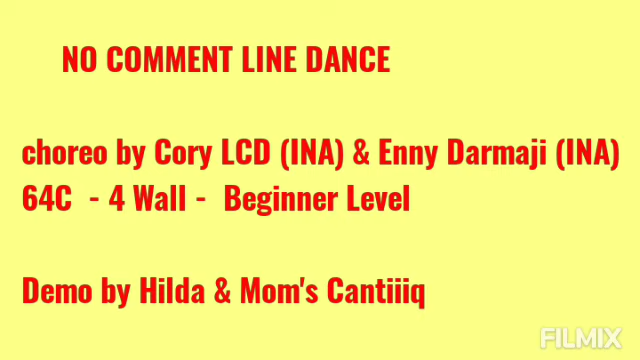 NO COMMENT LINE DANCE
choreo by Cory LCD (INA) & Enny Darmaji (INA)
64C - 4 Wall - Beginner Level
Demo by Hilda & Mom's Cantiiiq
FILMIX